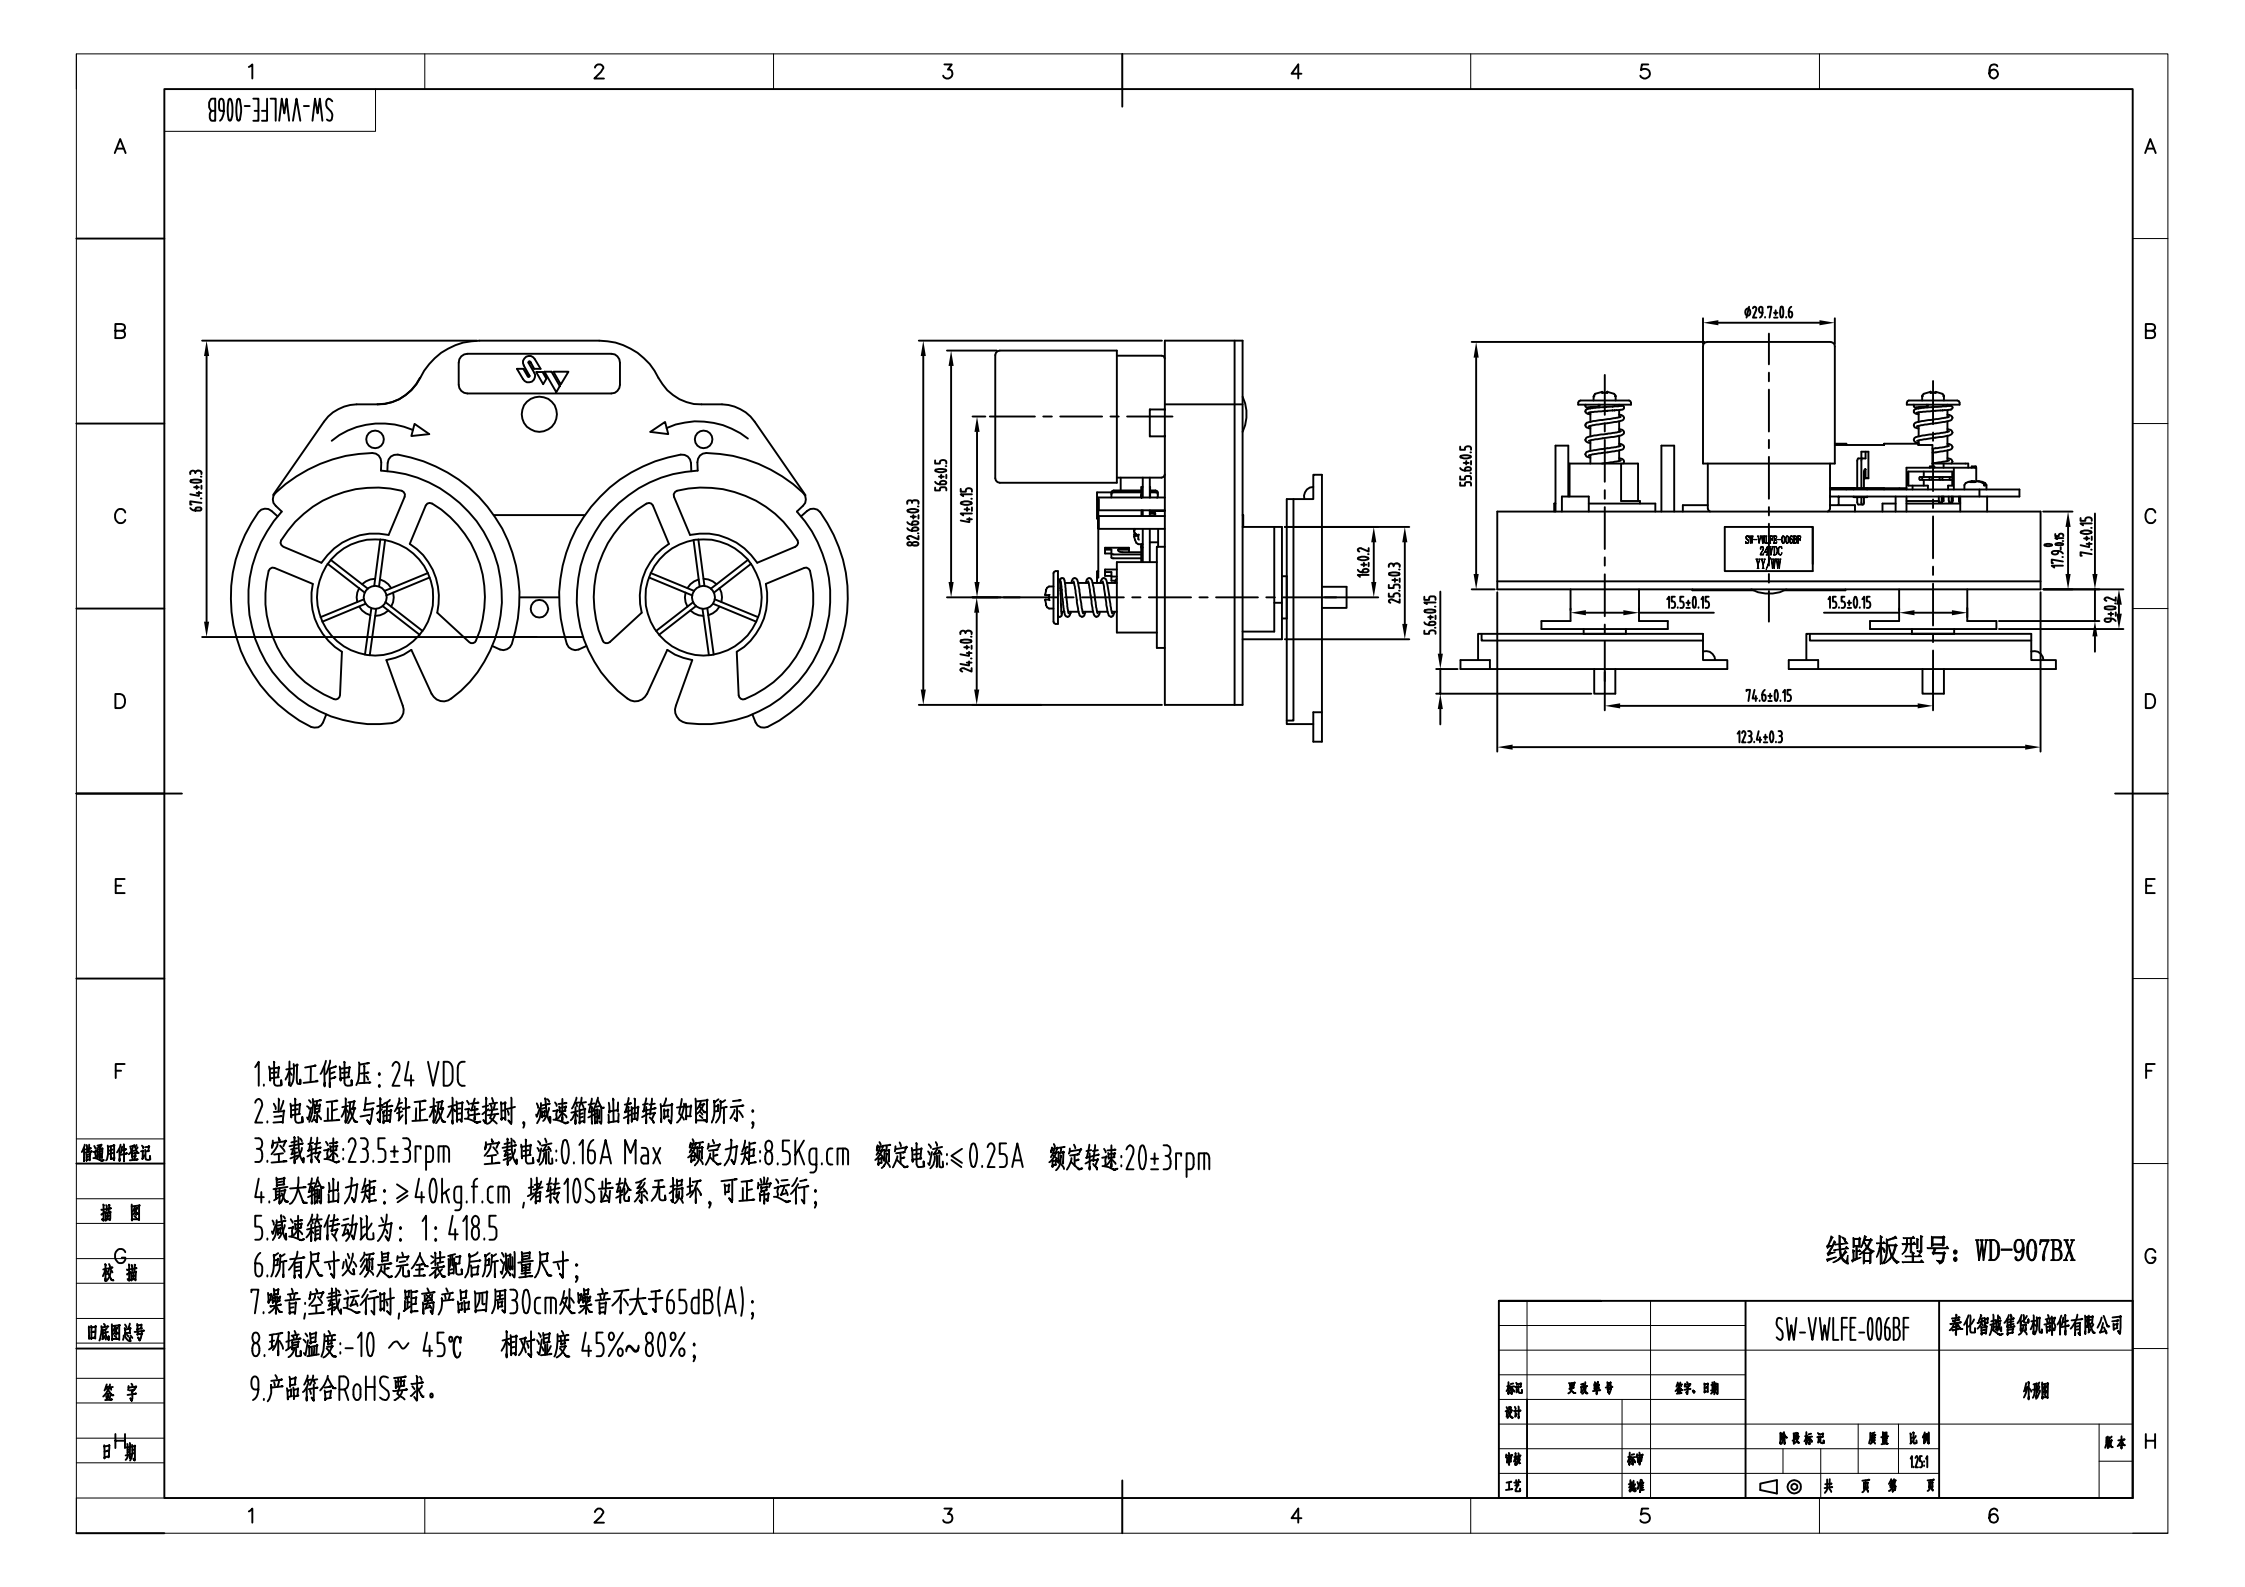 1 2 3 4 5 6
SW-VWLFE-006B
A A
B B
C C
D D
E E
F F
G G
H H
67.4±0.3
82.66±0.3
56±0.5
41±0.15
24.4±0.3
16±0.2
25.5±0.3
ϕ29.7±0.6
55.6±0.5
SW-VWLFE-006BF
24VDC
YY/WW
17.9 0 -0.15
7.4±0.15
9±0.2
15.5±0.15
15.5±0.15
5.6±0.15
74.6±0.15
123.4±0.3
1.电机工作电压: 24 VDC
2.当电源正极与插针正极相连接时, 减速箱输出轴转向如图所示;
3.空载转速:23.5±3rpm 空载电流:0.16A Max 额定力矩:8.5Kg.cm 额定电流:≤0.25A 额定转速:20±3rpm
4.最大输出力矩: ≥40kg.f.cm ,堵转10S齿轮系无损坏, 可正常运行;
5.减速箱传动比为: 1: 418.5
6.所有尺寸必须是完全装配后所测量尺寸;
7.噪音;空载运行时,距离产品四周30cm处噪音不大于65dB(A);
8.环境温度:-10 ～ 45℃ 相对湿度 45%~80%;
9.产品符合RoHS要求。
借通用件登记
描 图
校 描
旧底图总号
签 字
日 期
线路板型号: WD-907BX
SW-VWLFE-006BF
奉化智越售货机部件有限公司
标记 更改单号 签字、日期
外形图
设计
阶段标记 质量 比例
版本
审核 标审 1.25:1
工艺 批准 共 页 第 页
1 2 3 4 5 6